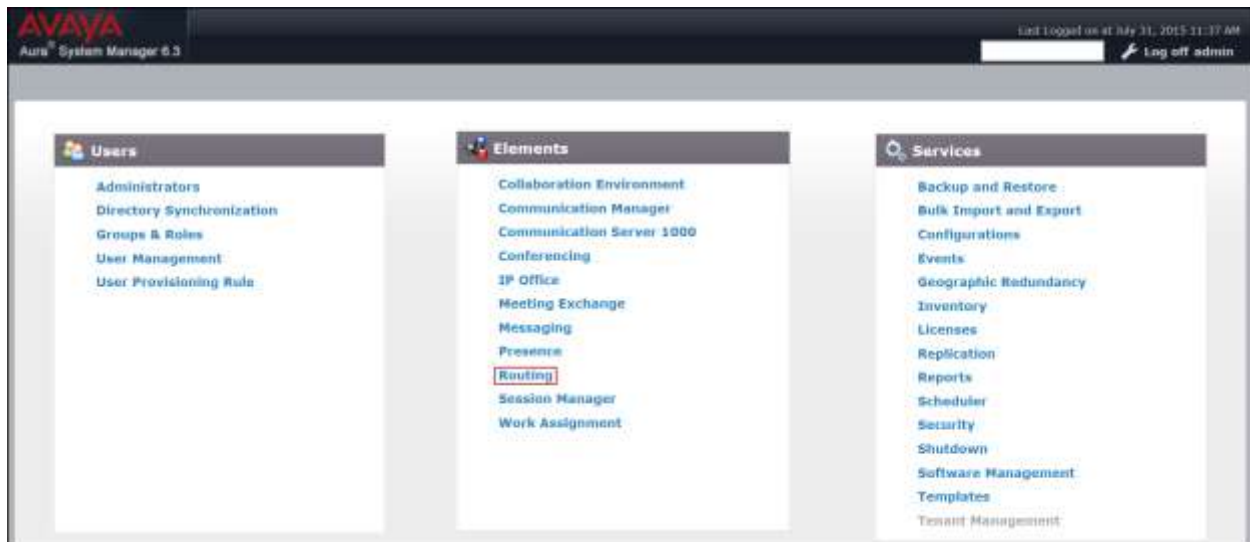 AVAYA
Aura® System Manager 6.3
Last Logged on at July 31, 2015 11:37 AM
Log off admin
Users
Administrators
Directory Synchronization
Groups & Roles
User Management
User Provisioning Rule
Elements
Collaboration Environment
Communication Manager
Communication Server 1000
Conferencing
IP Office
Meeting Exchange
Messaging
Presence
Routing
Session Manager
Work Assignment
Services
Backup and Restore
Bulk Import and Export
Configurations
Events
Geographic Redundancy
Inventory
Licenses
Replication
Reports
Scheduler
Security
Shutdown
Software Management
Templates
Tenant Management